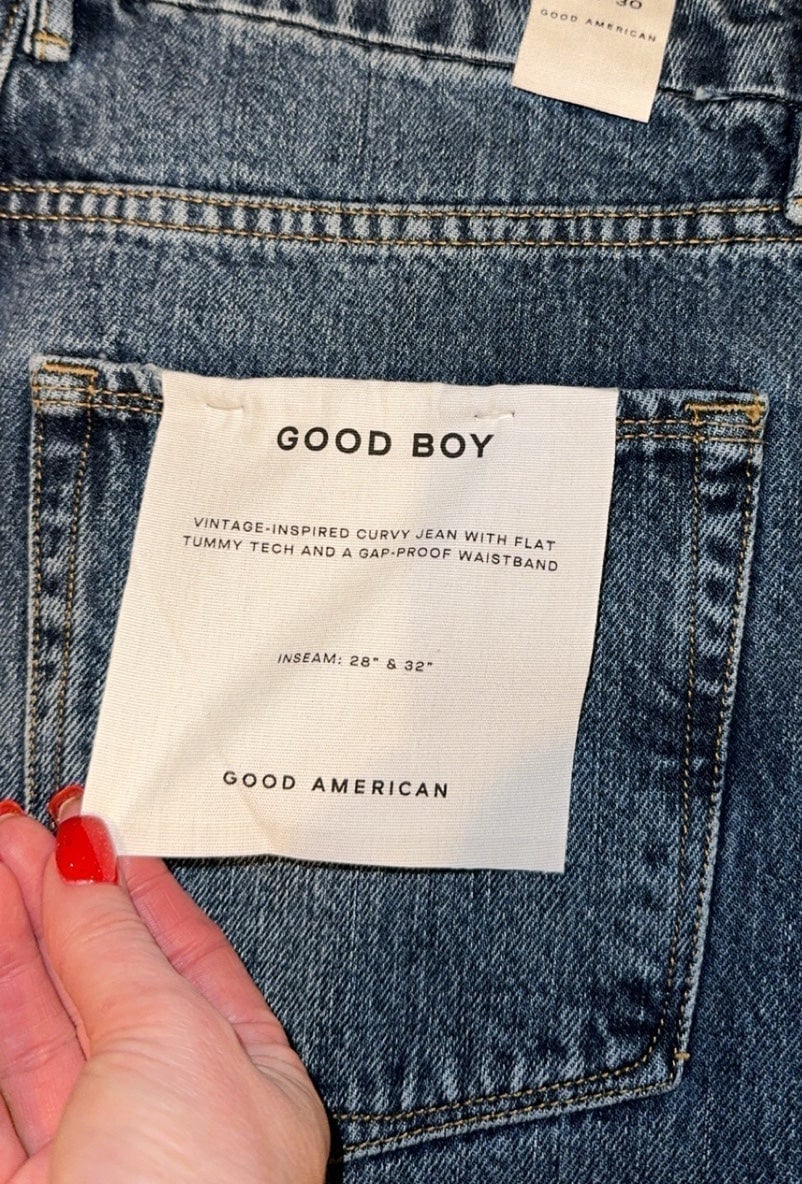 30
GOOD AMERICAN
GOOD BOY
VINTAGE-INSPIRED CURVY JEAN WITH FLAT
TUMMY TECH AND A GAP-PROOF WAISTBAND
INSEAM: 28" & 32"
GOOD AMERICAN